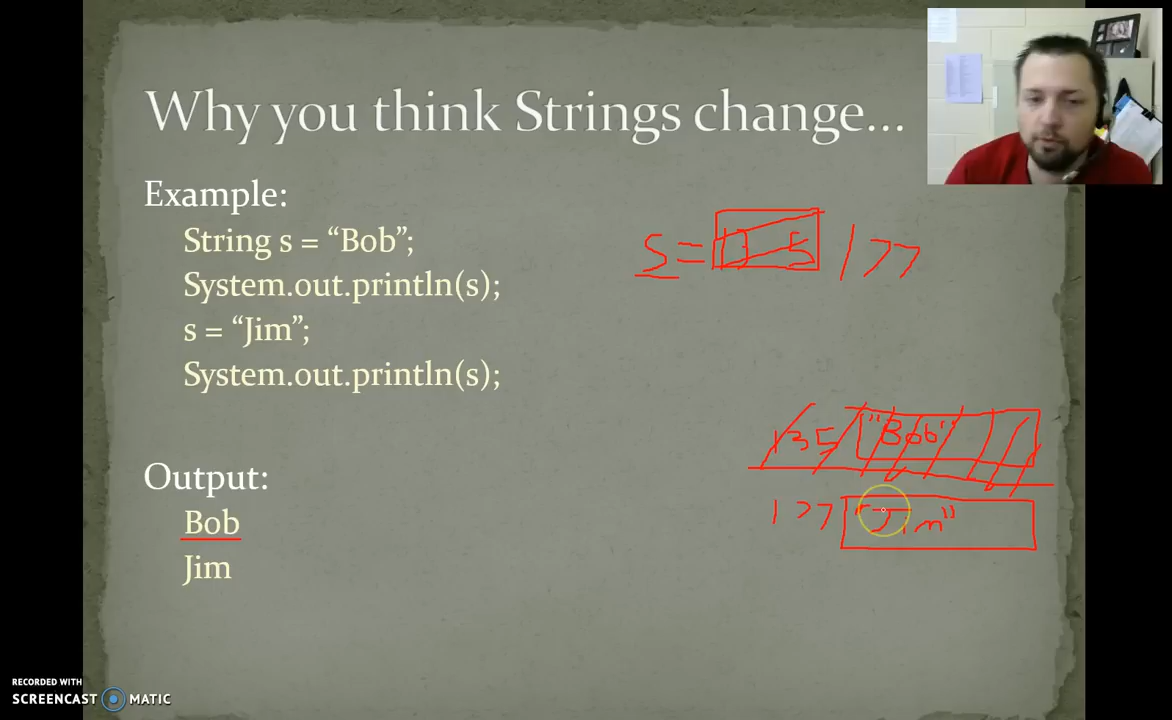 Why you think Strings change...
Example:
String s = “Bob”;
System.out.println(s);
s = “Jim”;
System.out.println(s);
Output:
Bob
Jim
S = 177
135 "Bob"
177 "Jim"
RECORDED WITH
SCREENCAST MATIC